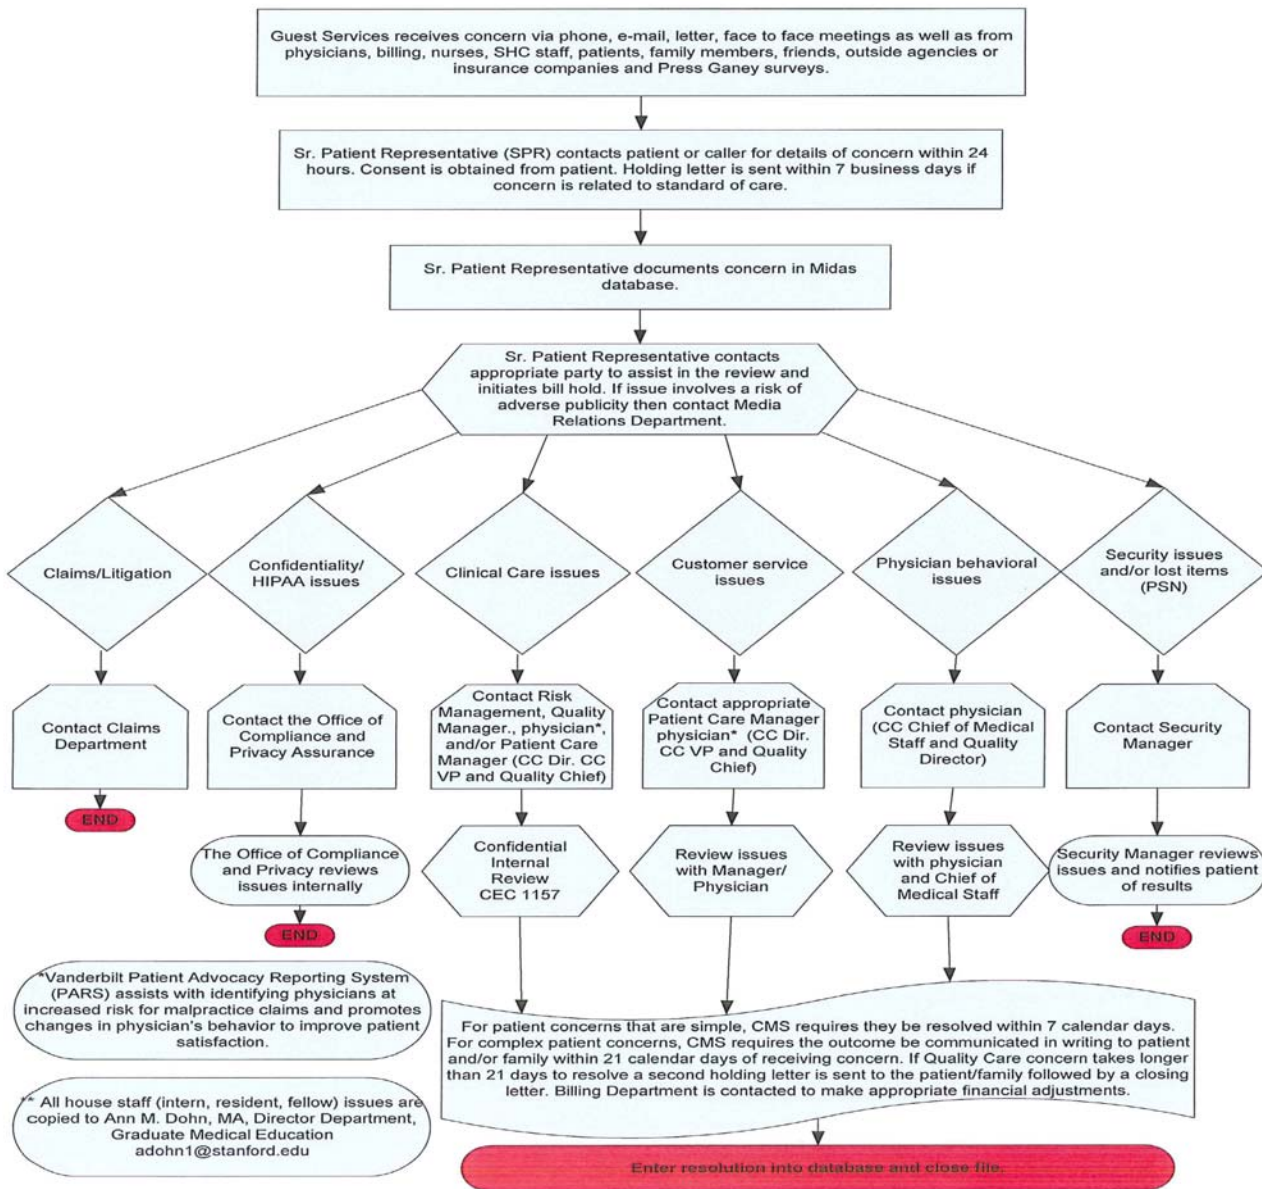 Guest Services receives concern via phone, e-mail, letter, face to face meetings as well as from
physicians, billing, nurses, SHC staff, patients, family members, friends, outside agencies or
insurance companies and Press Ganey surveys.
Sr. Patient Representative (SPR) contacts patient or caller for details of concern within 24
hours. Consent is obtained from patient. Holding letter is sent within 7 business days if
concern is related to standard of care.
Sr. Patient Representative documents concern in Midas
database.
Sr. Patient Representative contacts
appropriate party to assist in the review and
initiates bill hold. If issue involves a risk of
adverse publicity then contact Media
Relations Department.
Claims/Litigation
Confidentiality/
HIPAA issues
Clinical Care issues
Customer service
issues
Physician behavioral
issues
Security issues
and/or lost items
(PSN)
Contact Claims
Department
Contact the Office of
Compliance and
Privacy Assurance
Contact Risk
Management, Quality
Manager., physician*,
and/or Patient Care
Manager (CC Dir. CC
VP and Quality Chief)
Contact appropriate
Patient Care Manager
physician* (CC Dir.
CC VP and Quality
Chief)
Contact physician
(CC Chief of Medical
Staff and Quality
Director)
Contact Security
Manager
END
The Office of Compliance
and Privacy reviews
issues internally
Confidential
Internal
Review
CEC 1157
Review issues
with Manager/
Physician
Review issues
with physician
and Chief of
Medical Staff
Security Manager reviews
issues and notifies patient
of results
END
END
*Vanderbilt Patient Advocacy Reporting System
(PARS) assists with identifying physicians at
increased risk for malpractice claims and promotes
changes in physician's behavior to improve patient
satisfaction.
For patient concerns that are simple, CMS requires they be resolved within 7 calendar days.
For complex patient concerns, CMS requires the outcome be communicated in writing to patient
and/or family within 21 calendar days of receiving concern. If Quality Care concern takes longer
than 21 days to resolve a second holding letter is sent to the patient/family followed by a closing
letter. Billing Department is contacted to make appropriate financial adjustments.
** All house staff (intern, resident, fellow) issues are
copied to Ann M. Dohn, MA, Director Department,
Graduate Medical Education
adohn1@stanford.edu
Enter resolution into database and close file.